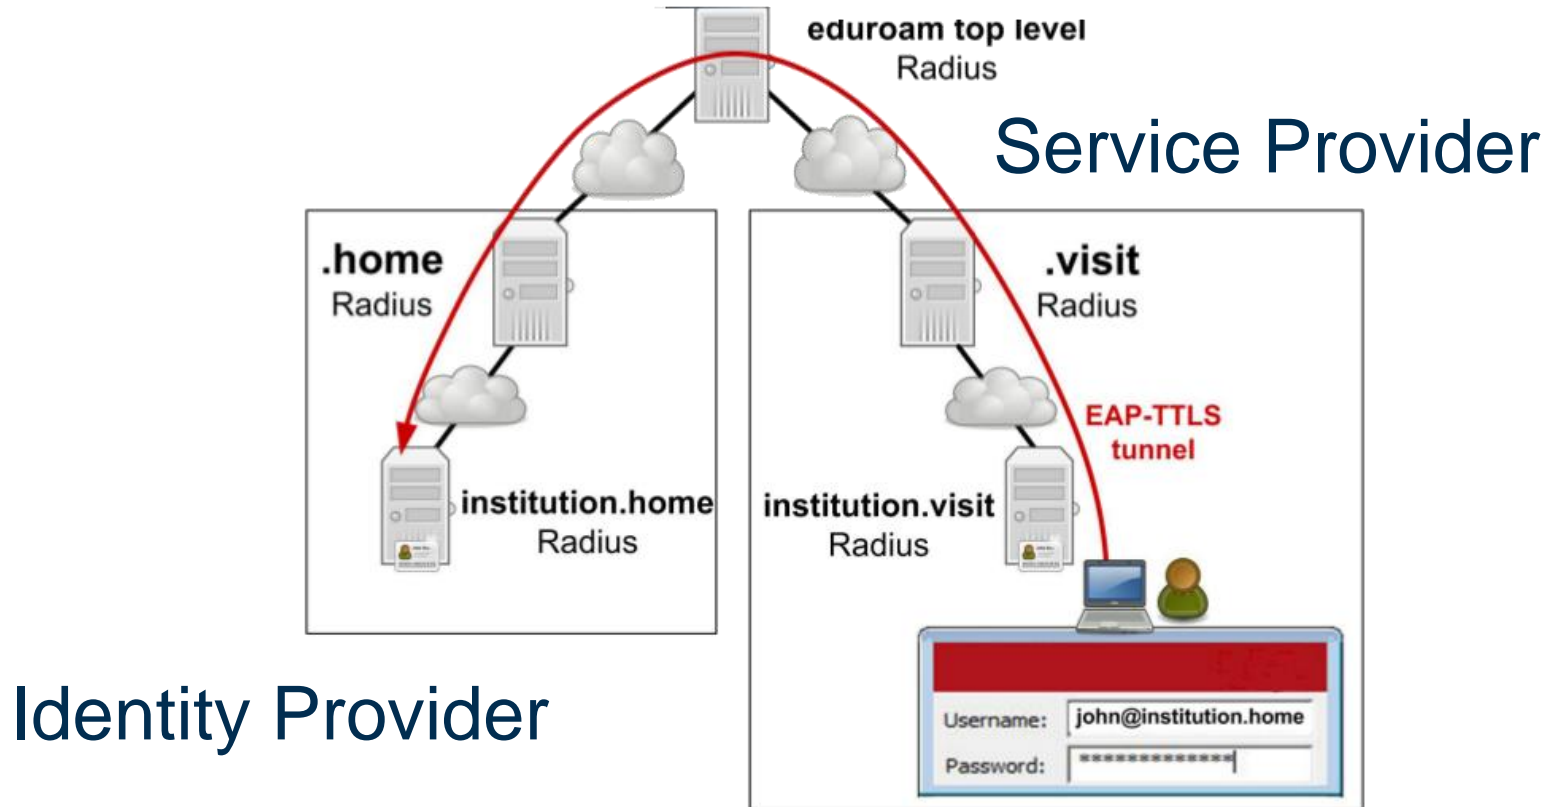 eduroam top level
Radius
Service Provider
.home
Radius
.visit
Radius
EAP-TTLS
tunnel
institution.home
Radius
institution.visit
Radius
Identity Provider
Username: john@institution.home
Password: *************